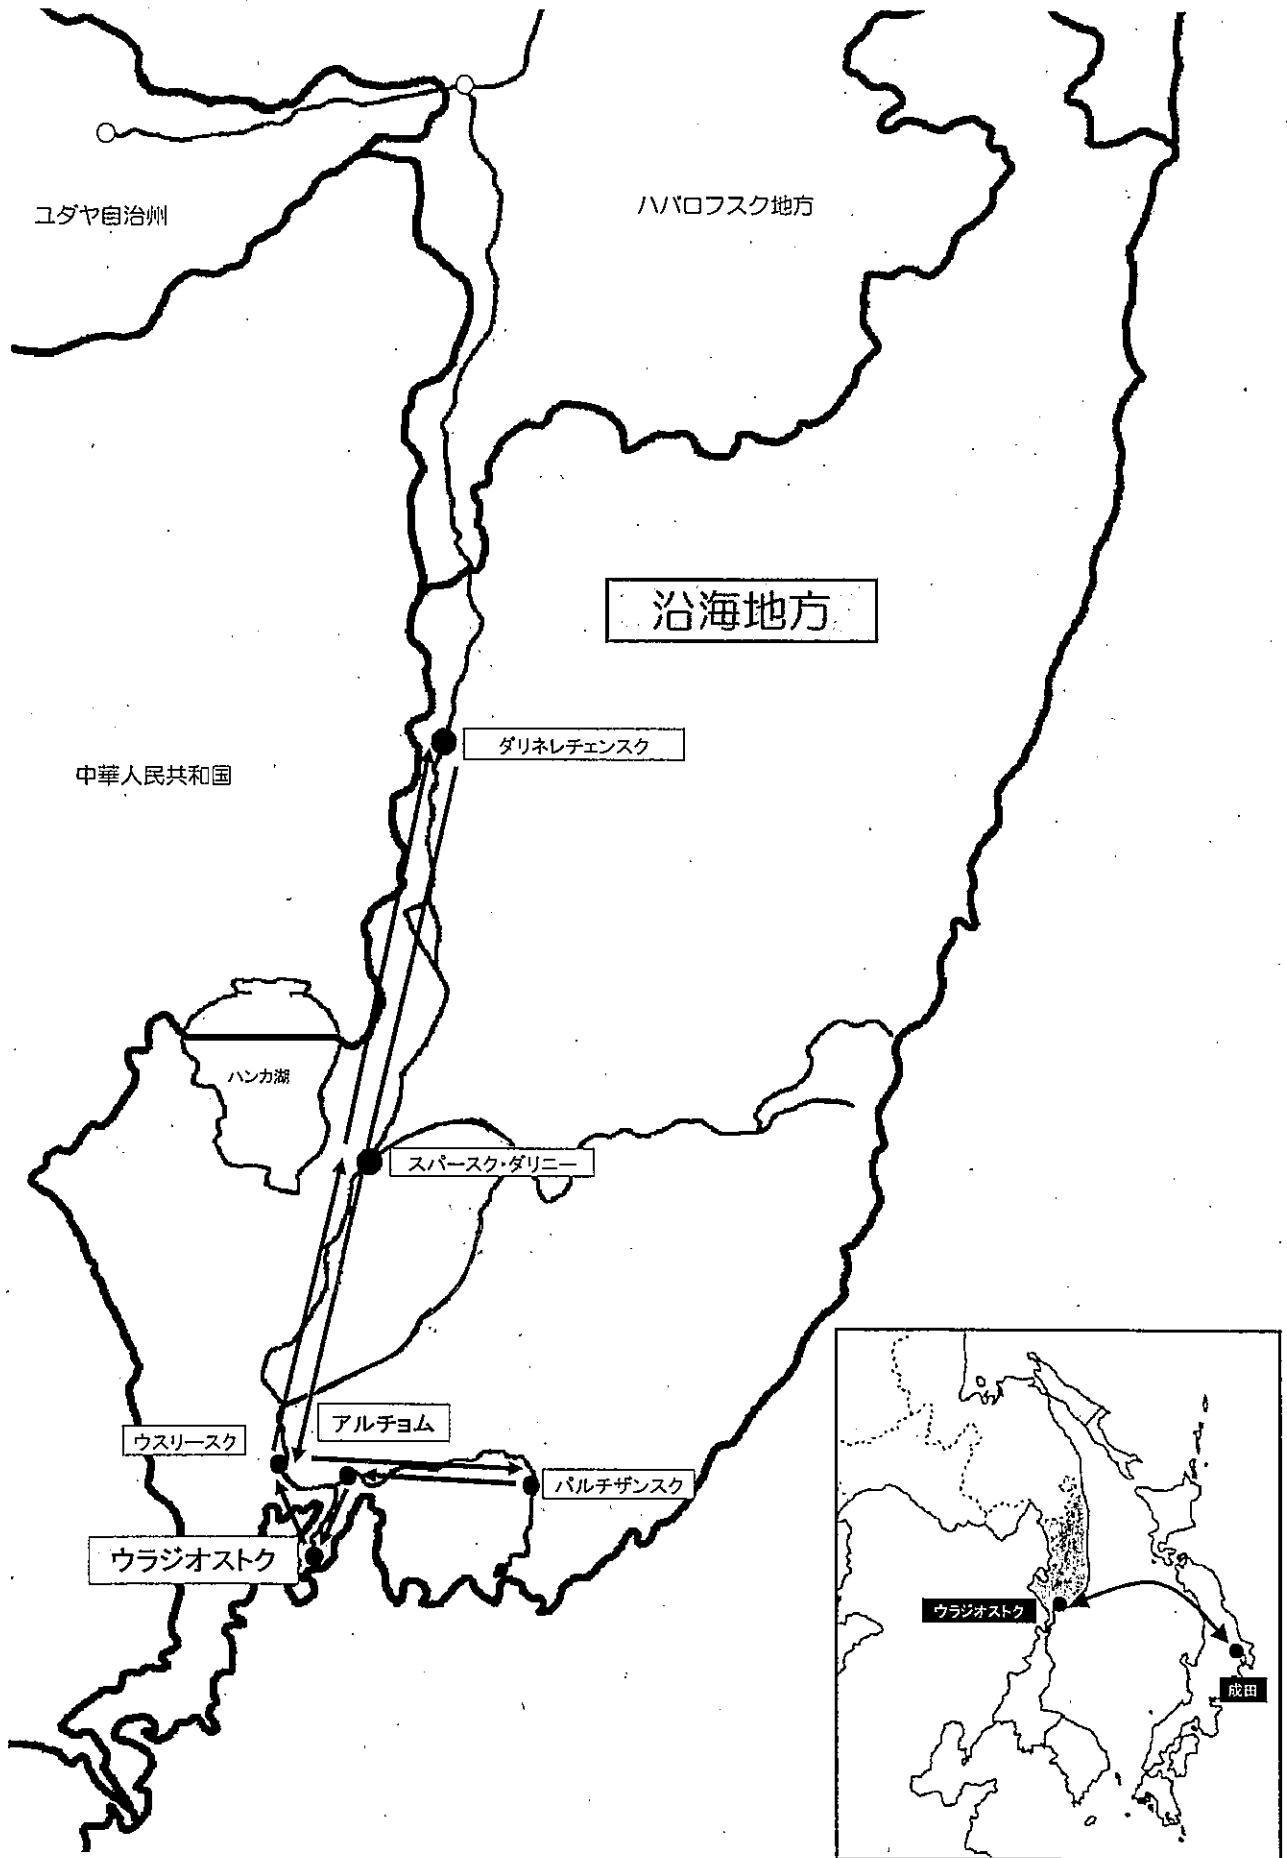 ユダヤ自治州
ハバロフスク地方
沿海地方
ダリネレチェンスク
中華人民共和国
ハンカ湖
スパースク・ダリニー
アルチョム
ウスリースク
パルチザンスク
ウラジオストク
ウラジオストク
成田